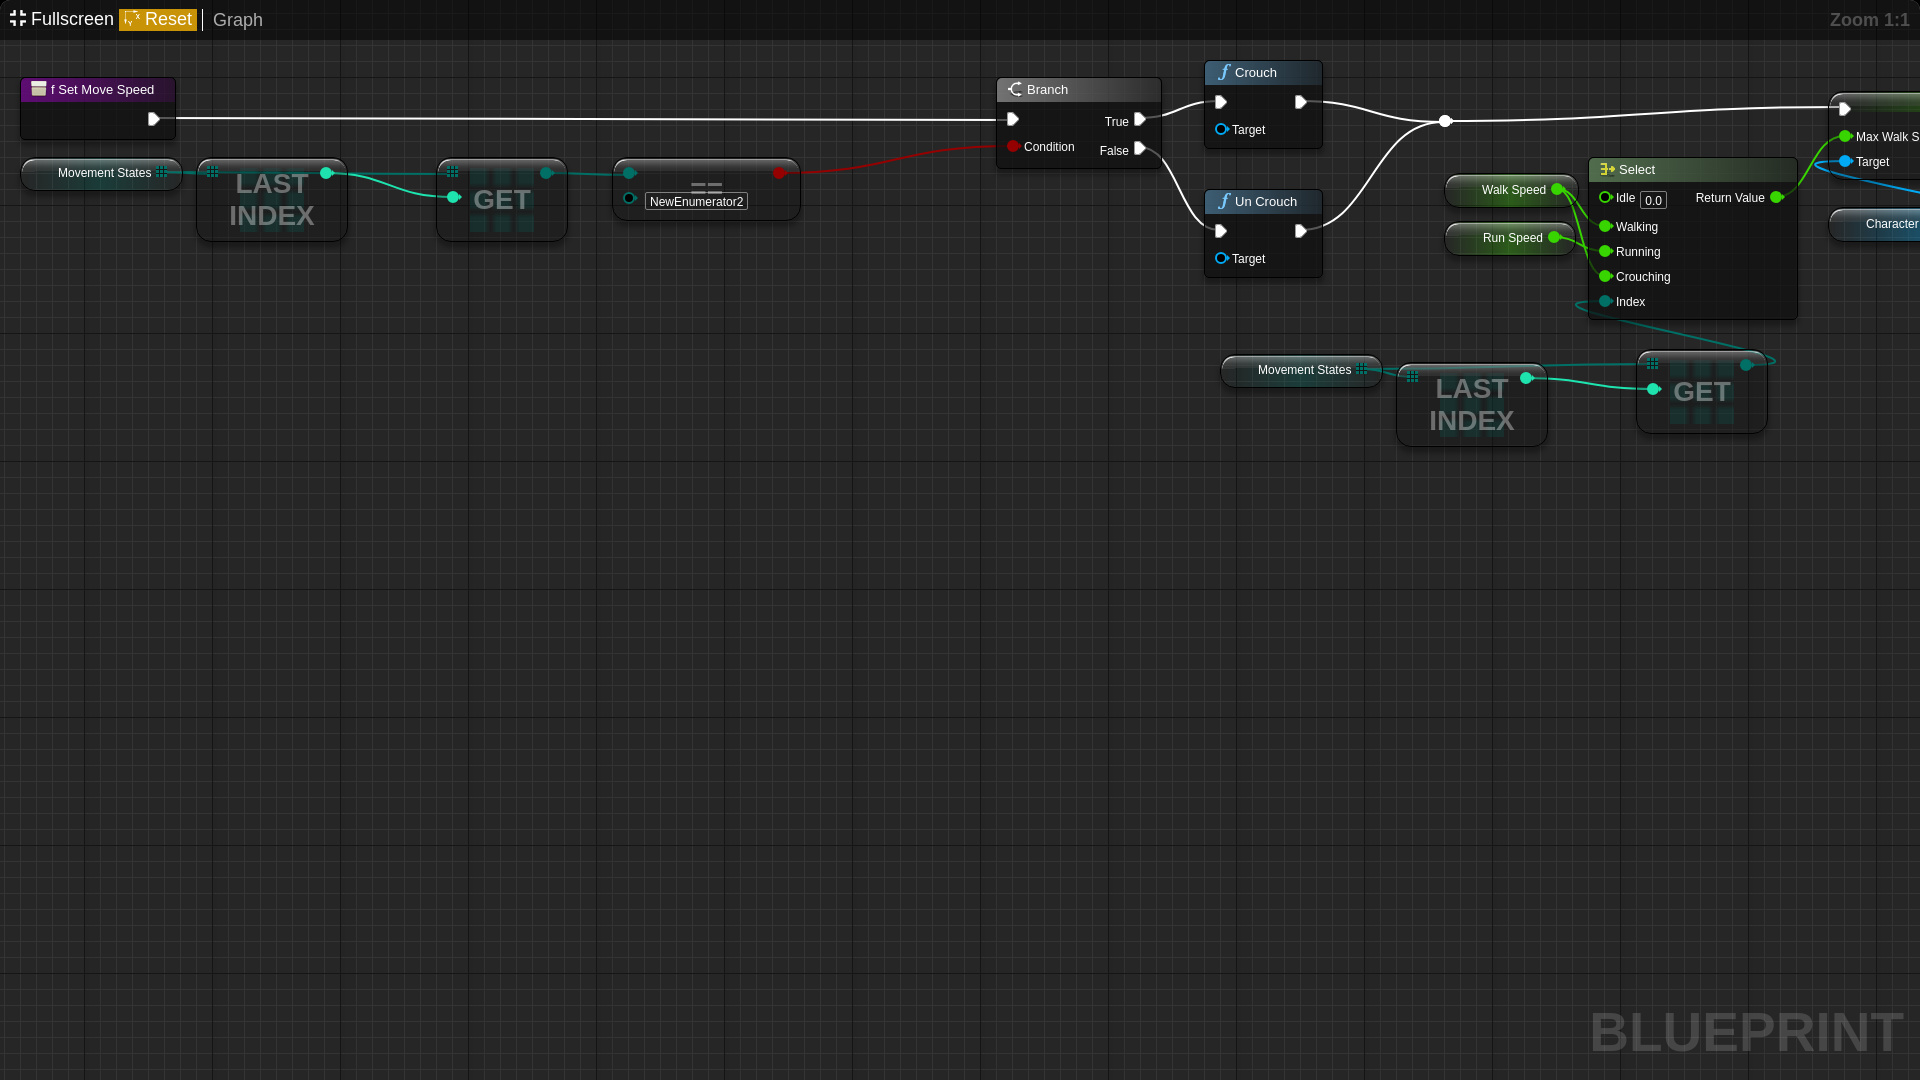 Fullscreen Reset Graph
Zoom 1:1
f Set Move Speed
Movement States
LAST
INDEX
GET
==
NewEnumerator2
Branch
True
Condition
False
Crouch
Target
Un Crouch
Target
Walk Speed
Run Speed
Select
Idle 0.0 Return Value
Walking
Running
Crouching
Index
Max Walk S
Target
Character
Movement States
LAST
INDEX
GET
BLUEPRINT